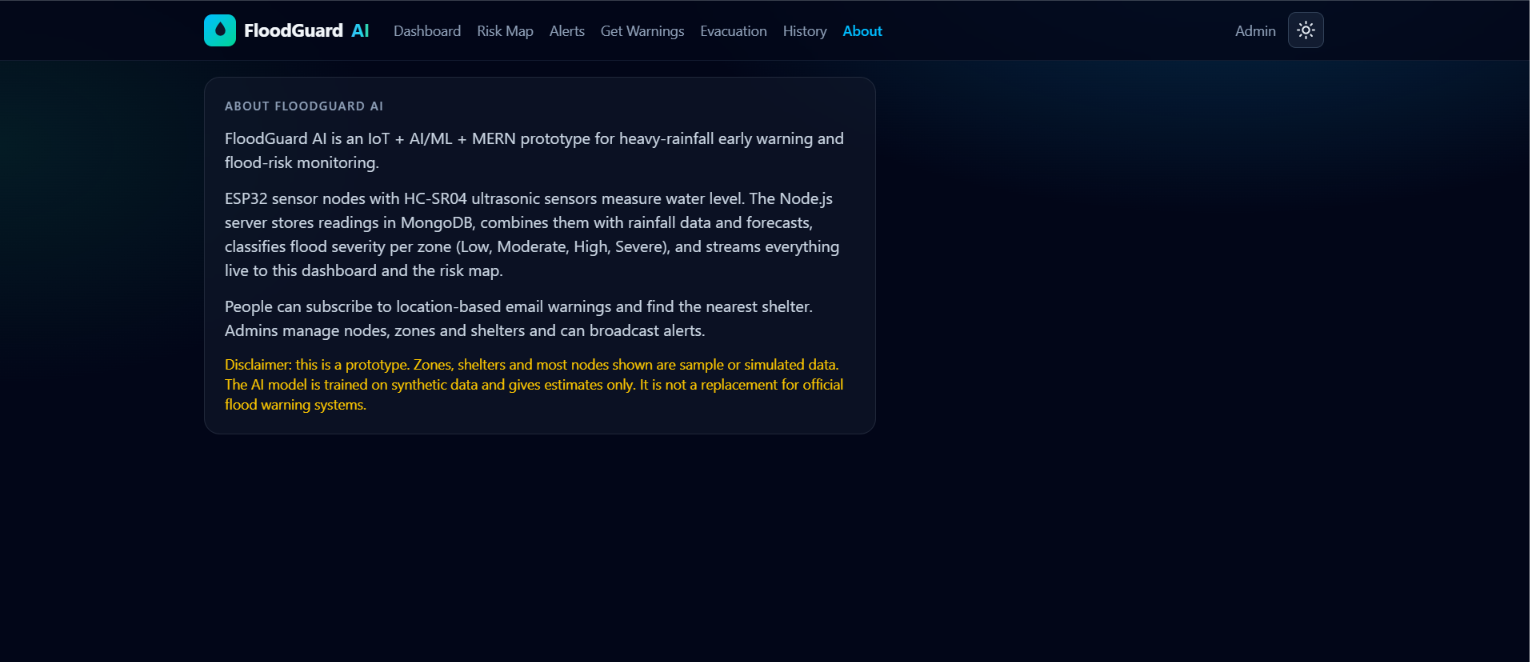 FloodGuard AI
Dashboard
Risk Map
Alerts
Get Warnings
Evacuation
History
About
Admin
ABOUT FLOODGUARD AI
FloodGuard AI is an IoT + AI/ML + MERN prototype for heavy-rainfall early warning and
flood-risk monitoring.
ESP32 sensor nodes with HC-SR04 ultrasonic sensors measure water level. The Node.js
server stores readings in MongoDB, combines them with rainfall data and forecasts,
classifies flood severity per zone (Low, Moderate, High, Severe), and streams everything
live to this dashboard and the risk map.
People can subscribe to location-based email warnings and find the nearest shelter.
Admins manage nodes, zones and shelters and can broadcast alerts.
Disclaimer: this is a prototype. Zones, shelters and most nodes shown are sample or simulated data.
The AI model is trained on synthetic data and gives estimates only. It is not a replacement for official
flood warning systems.